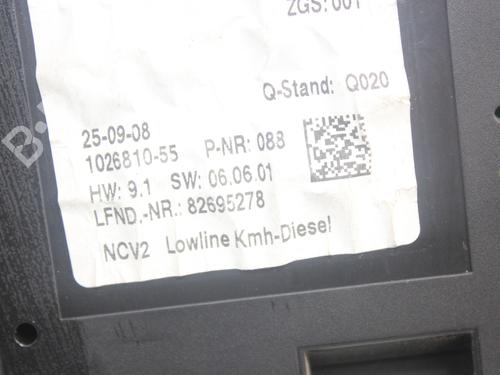 ZGS: 001
Q-Stand: Q020
25-09-08
1026810-55 P-NR: 088
HW: 9.1 SW: 06.06.01
LFND.-NR.: 82695278
NCV2 Lowline Kmh-Diesel